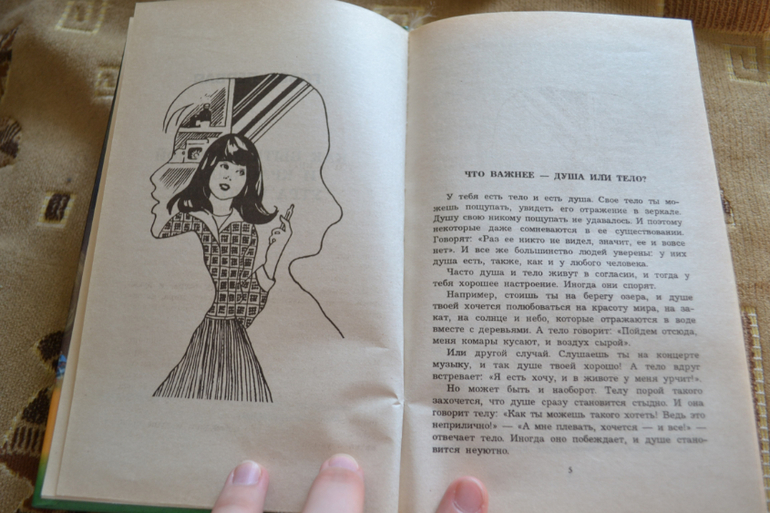 ЧТО ВАЖНЕЕ — ДУША ИЛИ ТЕЛО?
У тебя есть тело и есть душа. Свое тело ты мо-
жешь пощупать, увидеть его отражение в зеркале.
Душу свою никому пощупать не удавалось. И поэтому
некоторые даже сомневаются в ее существовании.
Говорят: «Раз ее никто не видел, значит, ее и вовсе
нет». И все же большинство людей уверены: у них
душа есть, также, как и у любого человека.
Часто душа и тело живут в согласии, и тогда у
тебя хорошее настроение. Иногда они спорят.
Например, стоишь ты на берегу озера, и душе
твоей хочется полюбоваться на красоту мира, на за-
кат, на солнце и небо, которые отражаются в воде
вместе с деревьями. А тело говорит: «Пойдем отсюда,
меня комары кусают, и воздух сырой».
Или другой случай. Слушаешь ты на концерте
музыку, и так душе твоей хорошо! А тело вдруг
встревает: «Я есть хочу, и в животе у меня урчит!».
Но может быть и наоборот. Телу порой такого
захочется, что душе сразу становится стыдно. И она
говорит телу: «Как ты можешь такого хотеть! Ведь это
неприлично!» — «А мне плевать, хочется — и все!» —
отвечает тело. Иногда оно побеждает, и душе стано-
вится неуютно.
5